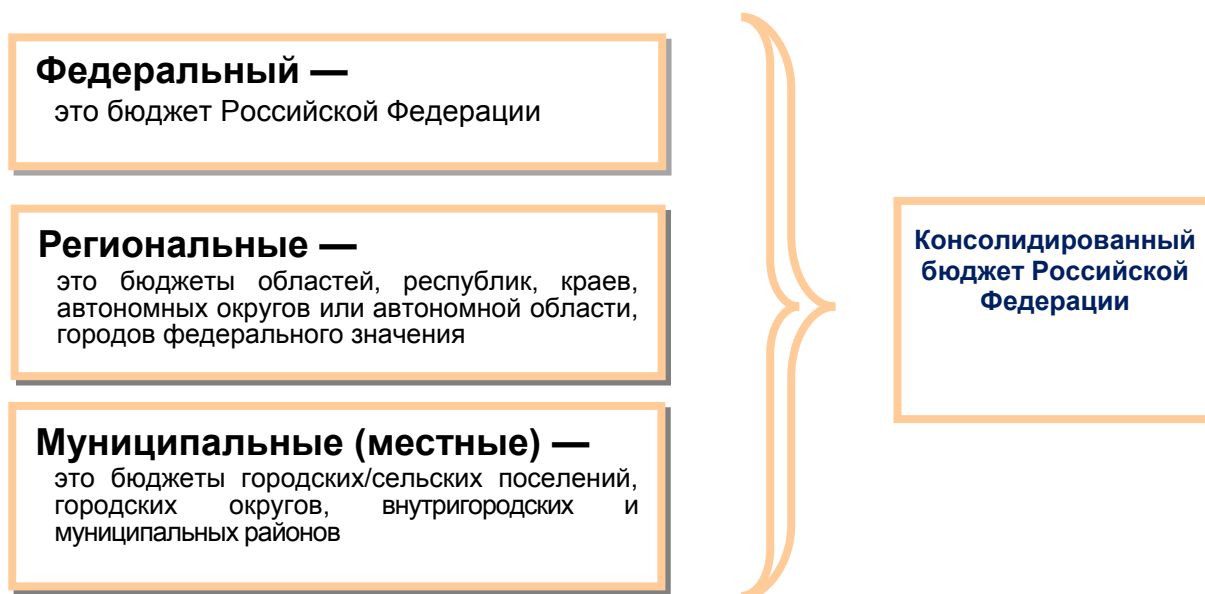 Федеральный —
это бюджет Российской Федерации
Региональные —
это бюджеты областей, республик, краев,
автономных округов или автономной области,
городов федерального значения
Муниципальные (местные) —
это бюджеты городских/сельских поселений,
городских округов, внутригородских и
муниципальных районов
Консолидированный
бюджет Российской
Федерации